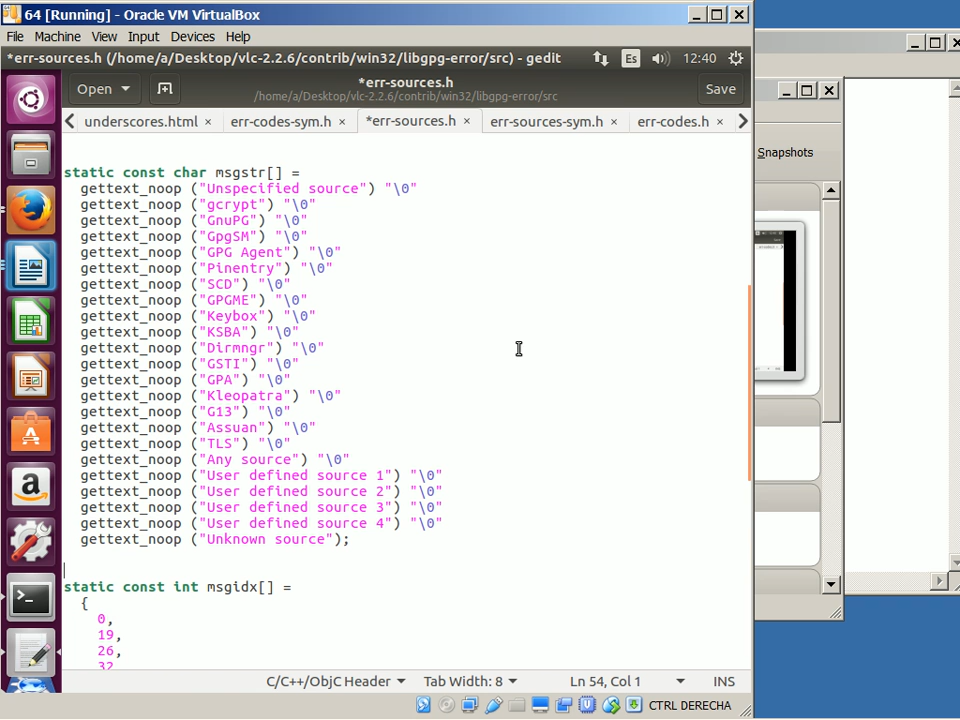 64 [Running] - Oracle VM VirtualBox
File Machine View Input Devices Help
*err-sources.h (/home/a/Desktop/vlc-2.2.6/contrib/win32/libgpg-error/src) - gedit Es 12:40
Open *err-sources.h Save
/home/a/Desktop/vlc-2.2.6/contrib/win32/libgpg-error/src
underscores.html × err-codes-sym.h × *err-sources.h × err-sources-sym.h × err-codes.h ×
Snapshots
static const char msgstr[] =
gettext_noop ("Unspecified source") "\0"
gettext_noop ("gcrypt") "\0"
gettext_noop ("GnuPG") "\0"
gettext_noop ("GpgSM") "\0"
gettext_noop ("GPG Agent") "\0"
gettext_noop ("Pinentry") "\0"
gettext_noop ("SCD") "\0"
gettext_noop ("GPGME") "\0"
gettext_noop ("Keybox") "\0"
gettext_noop ("KSBA") "\0"
gettext_noop ("Dirmngr") "\0"
gettext_noop ("GSTI") "\0"
gettext_noop ("GPA") "\0"
gettext_noop ("Kleopatra") "\0"
gettext_noop ("G13") "\0"
gettext_noop ("Assuan") "\0"
gettext_noop ("TLS") "\0"
gettext_noop ("Any source") "\0"
gettext_noop ("User defined source 1") "\0"
gettext_noop ("User defined source 2") "\0"
gettext_noop ("User defined source 3") "\0"
gettext_noop ("User defined source 4") "\0"
gettext_noop ("Unknown source");
static const int msgidx[] =
{
0,
19,
26,
32
C/C++/ObjC Header Tab Width: 8 Ln 54, Col 1 INS
CTRL DERECHA